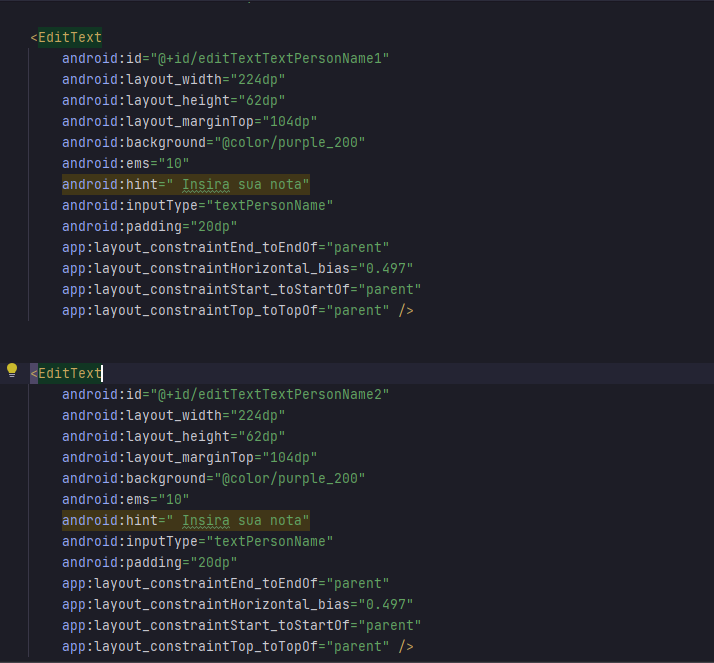 <EditText
android:id="@+id/editTextTextPersonName1"
android:layout_width="224dp"
android:layout_height="62dp"
android:layout_marginTop="104dp"
android:background="@color/purple_200"
android:ems="10"
android:hint=" Insira sua nota"
android:inputType="textPersonName"
android:padding="20dp"
app:layout_constraintEnd_toEndOf="parent"
app:layout_constraintHorizontal_bias="0.497"
app:layout_constraintStart_toStartOf="parent"
app:layout_constraintTop_toTopOf="parent" />
<EditText
android:id="@+id/editTextTextPersonName2"
android:layout_width="224dp"
android:layout_height="62dp"
android:layout_marginTop="104dp"
android:background="@color/purple_200"
android:ems="10"
android:hint=" Insira sua nota"
android:inputType="textPersonName"
android:padding="20dp"
app:layout_constraintEnd_toEndOf="parent"
app:layout_constraintHorizontal_bias="0.497"
app:layout_constraintStart_toStartOf="parent"
app:layout_constraintTop_toTopOf="parent" />